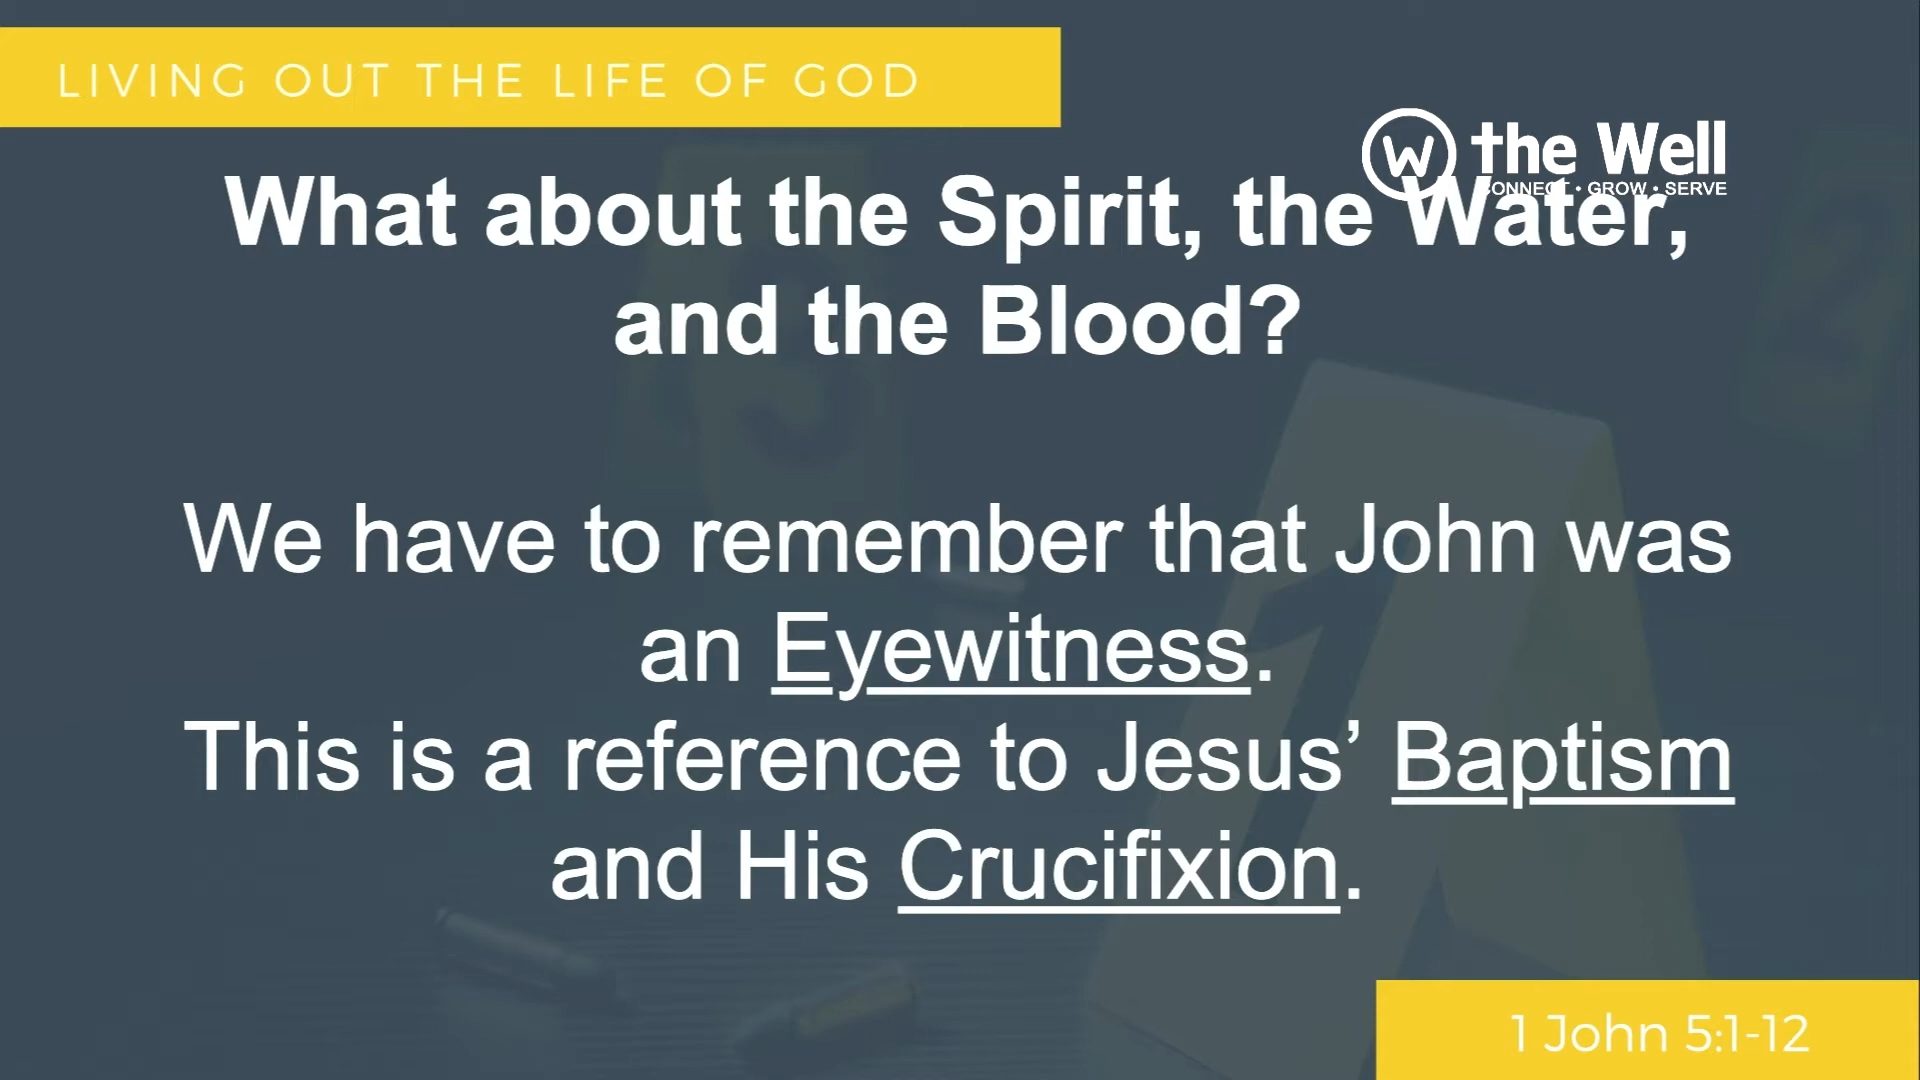 LIVING OUT THE LIFE OF GOD
the Well
CONNECT • GROW • SERVE
What about the Spirit, the Water,
and the Blood?
We have to remember that John was
an Eyewitness.
This is a reference to Jesus’ Baptism
and His Crucifixion.
1 John 5:1-12